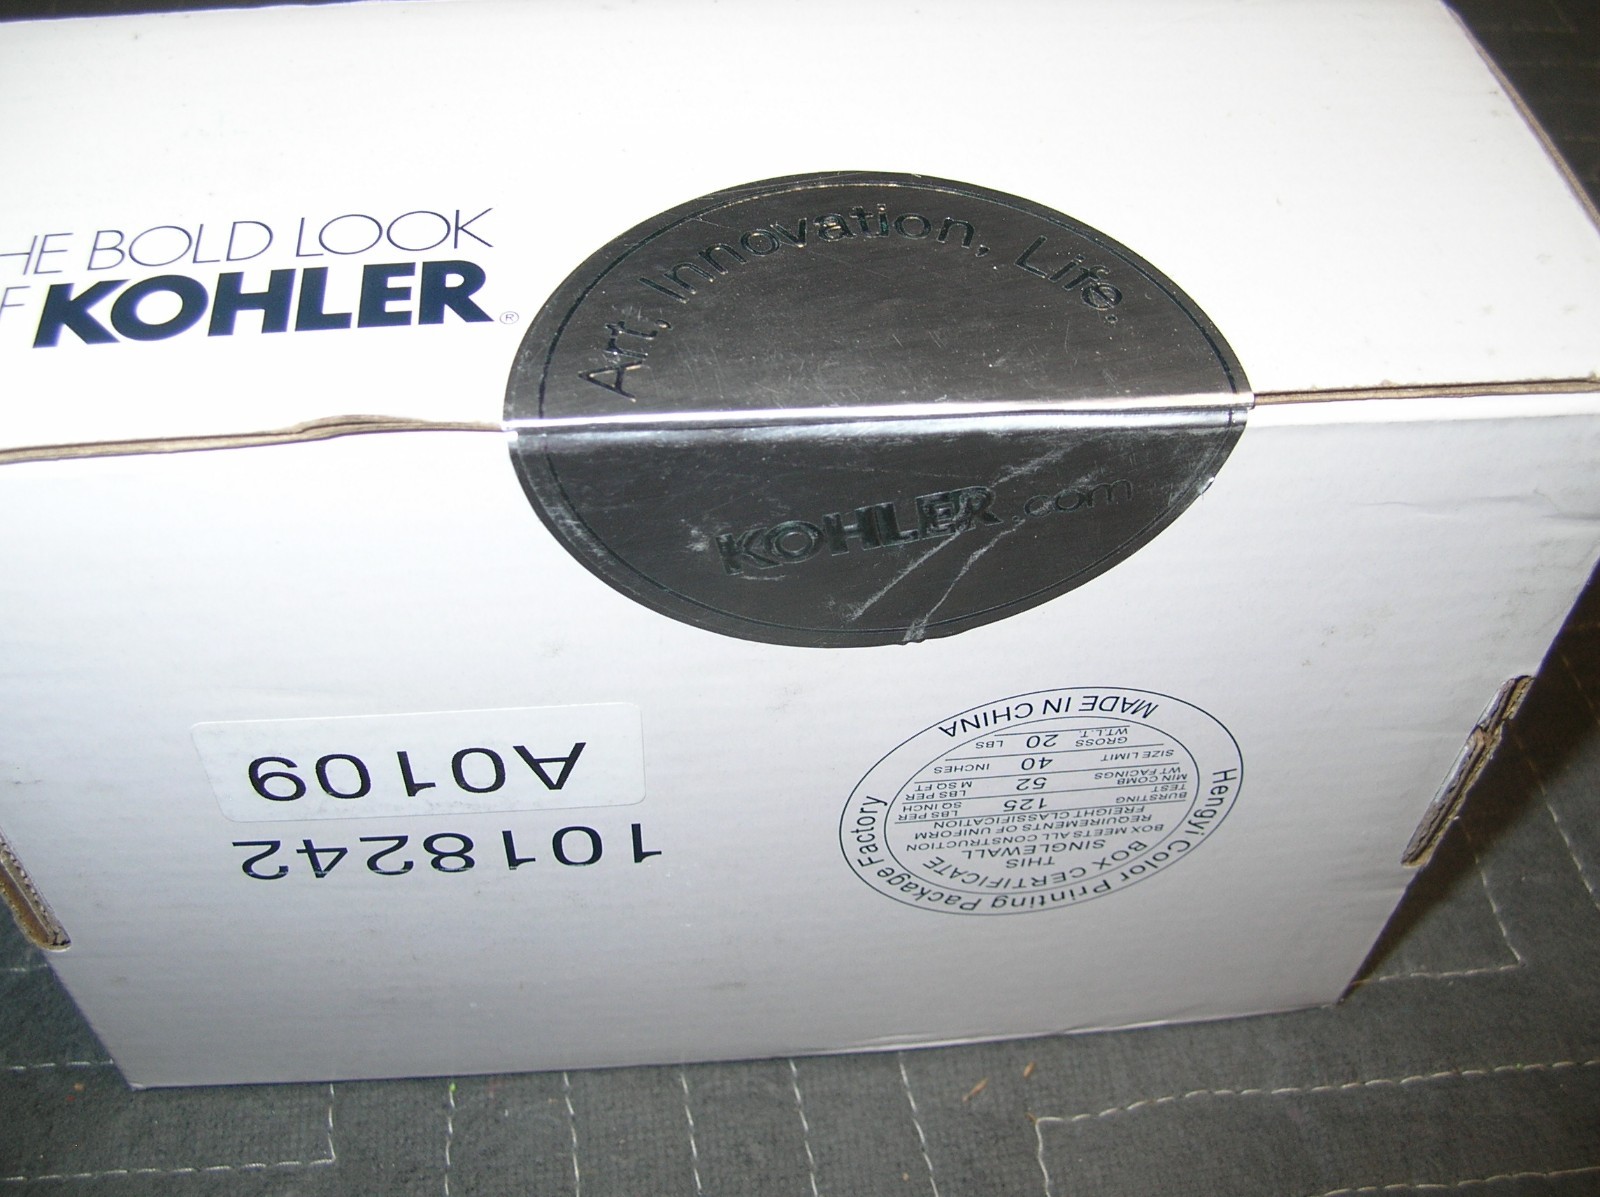 HE BOLD LOOK
F KOHLER®
Art, Innovation, Life.
KOHLER.com
A0109
1018242
Hengyi Color Printing Package Factory
BOX CERTIFICATE
THIS
SINGLEWALL
BOX MEETS ALL CONSTRUCTION
REQUIREMENTS OF UNIFORM
FREIGHT CLASSIFICATION
BURSTING TEST 125 LBS PER SQ INCH
MIN COMB WT FACINGS 52 LBS PER M SQ FT
SIZE LIMIT 40 INCHES
GROSS WT.L.T. 20 LBS
MADE IN CHINA